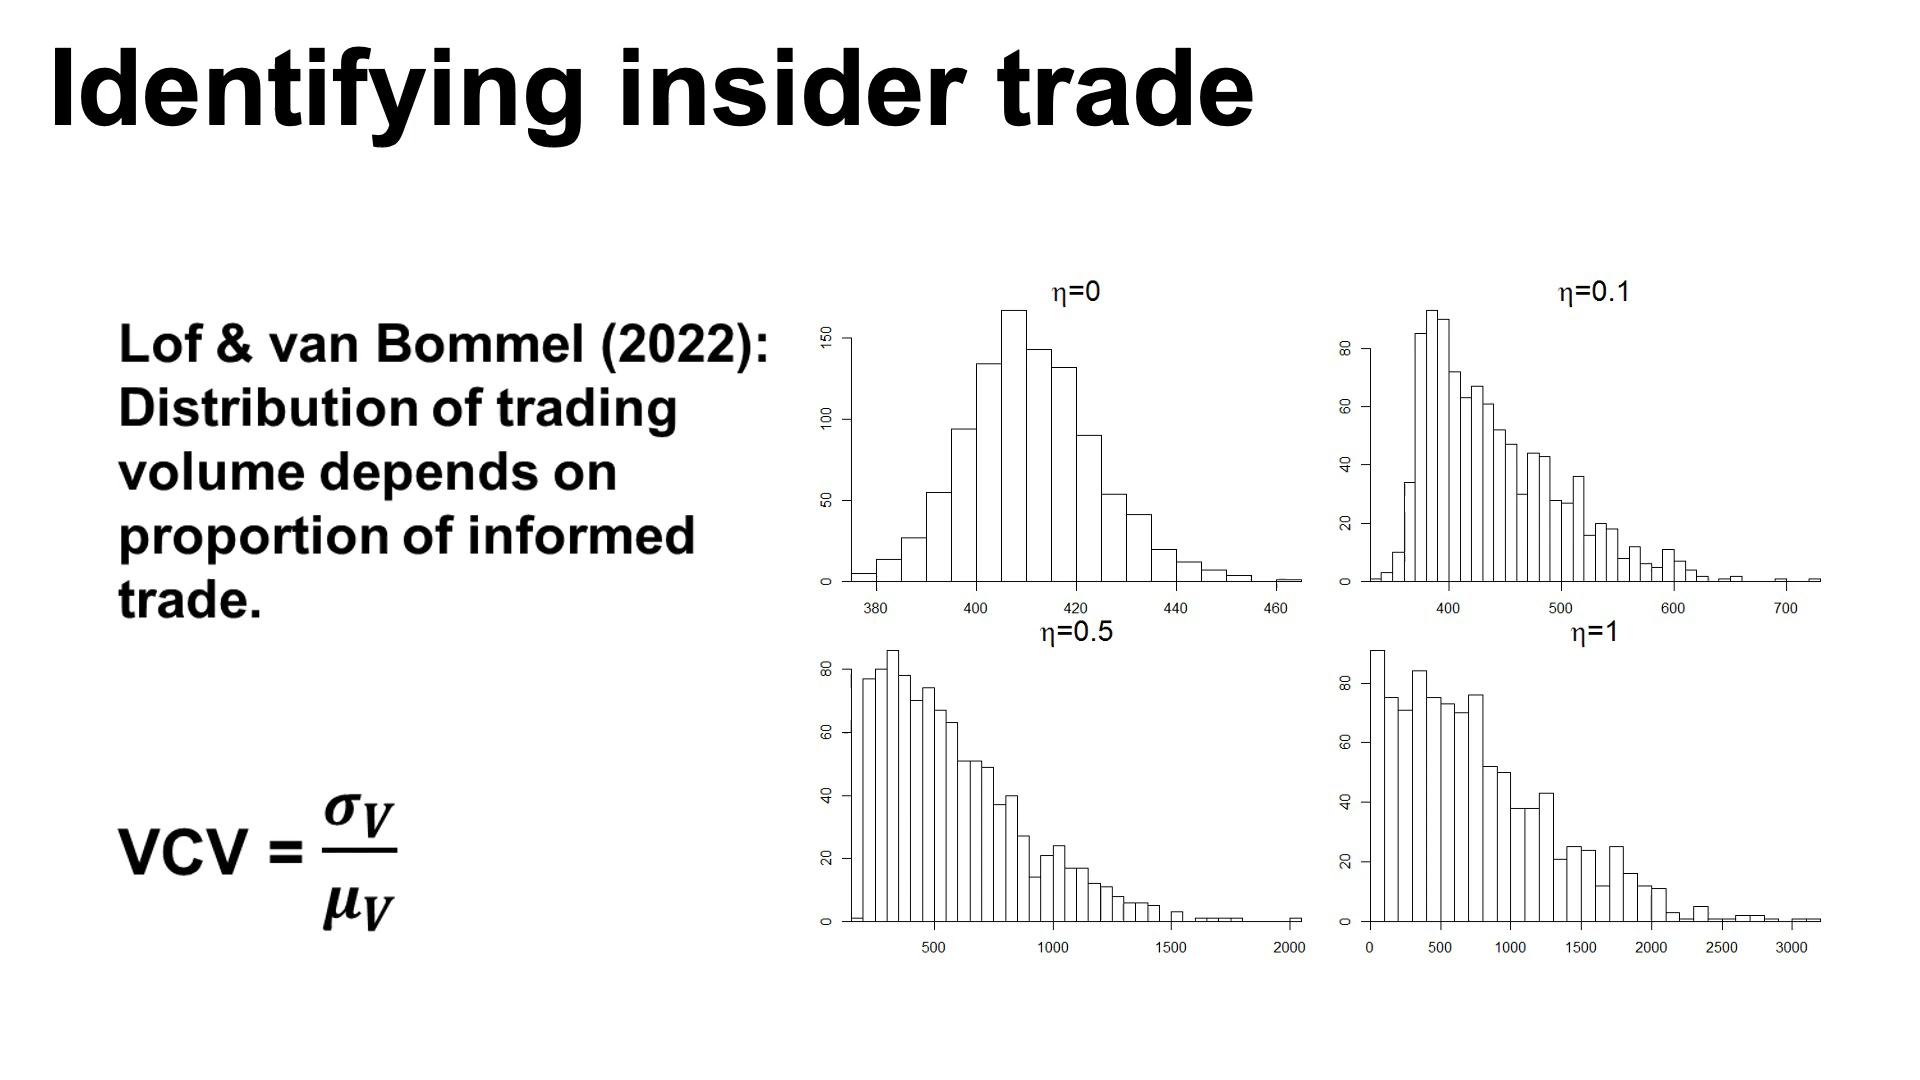 Identifying insider trade
Lof & van Bommel (2022):
Distribution of trading
volume depends on
proportion of informed
trade.
VCV = σ_V / μ_V
η=0
150
100
50
0
380 400 420 440 460
η=0.1
80
60
40
20
0
400 500 600 700
η=0.5
80
60
40
20
0
500 1000 1500 2000
η=1
80
60
40
20
0
0 500 1000 1500 2000 2500 3000